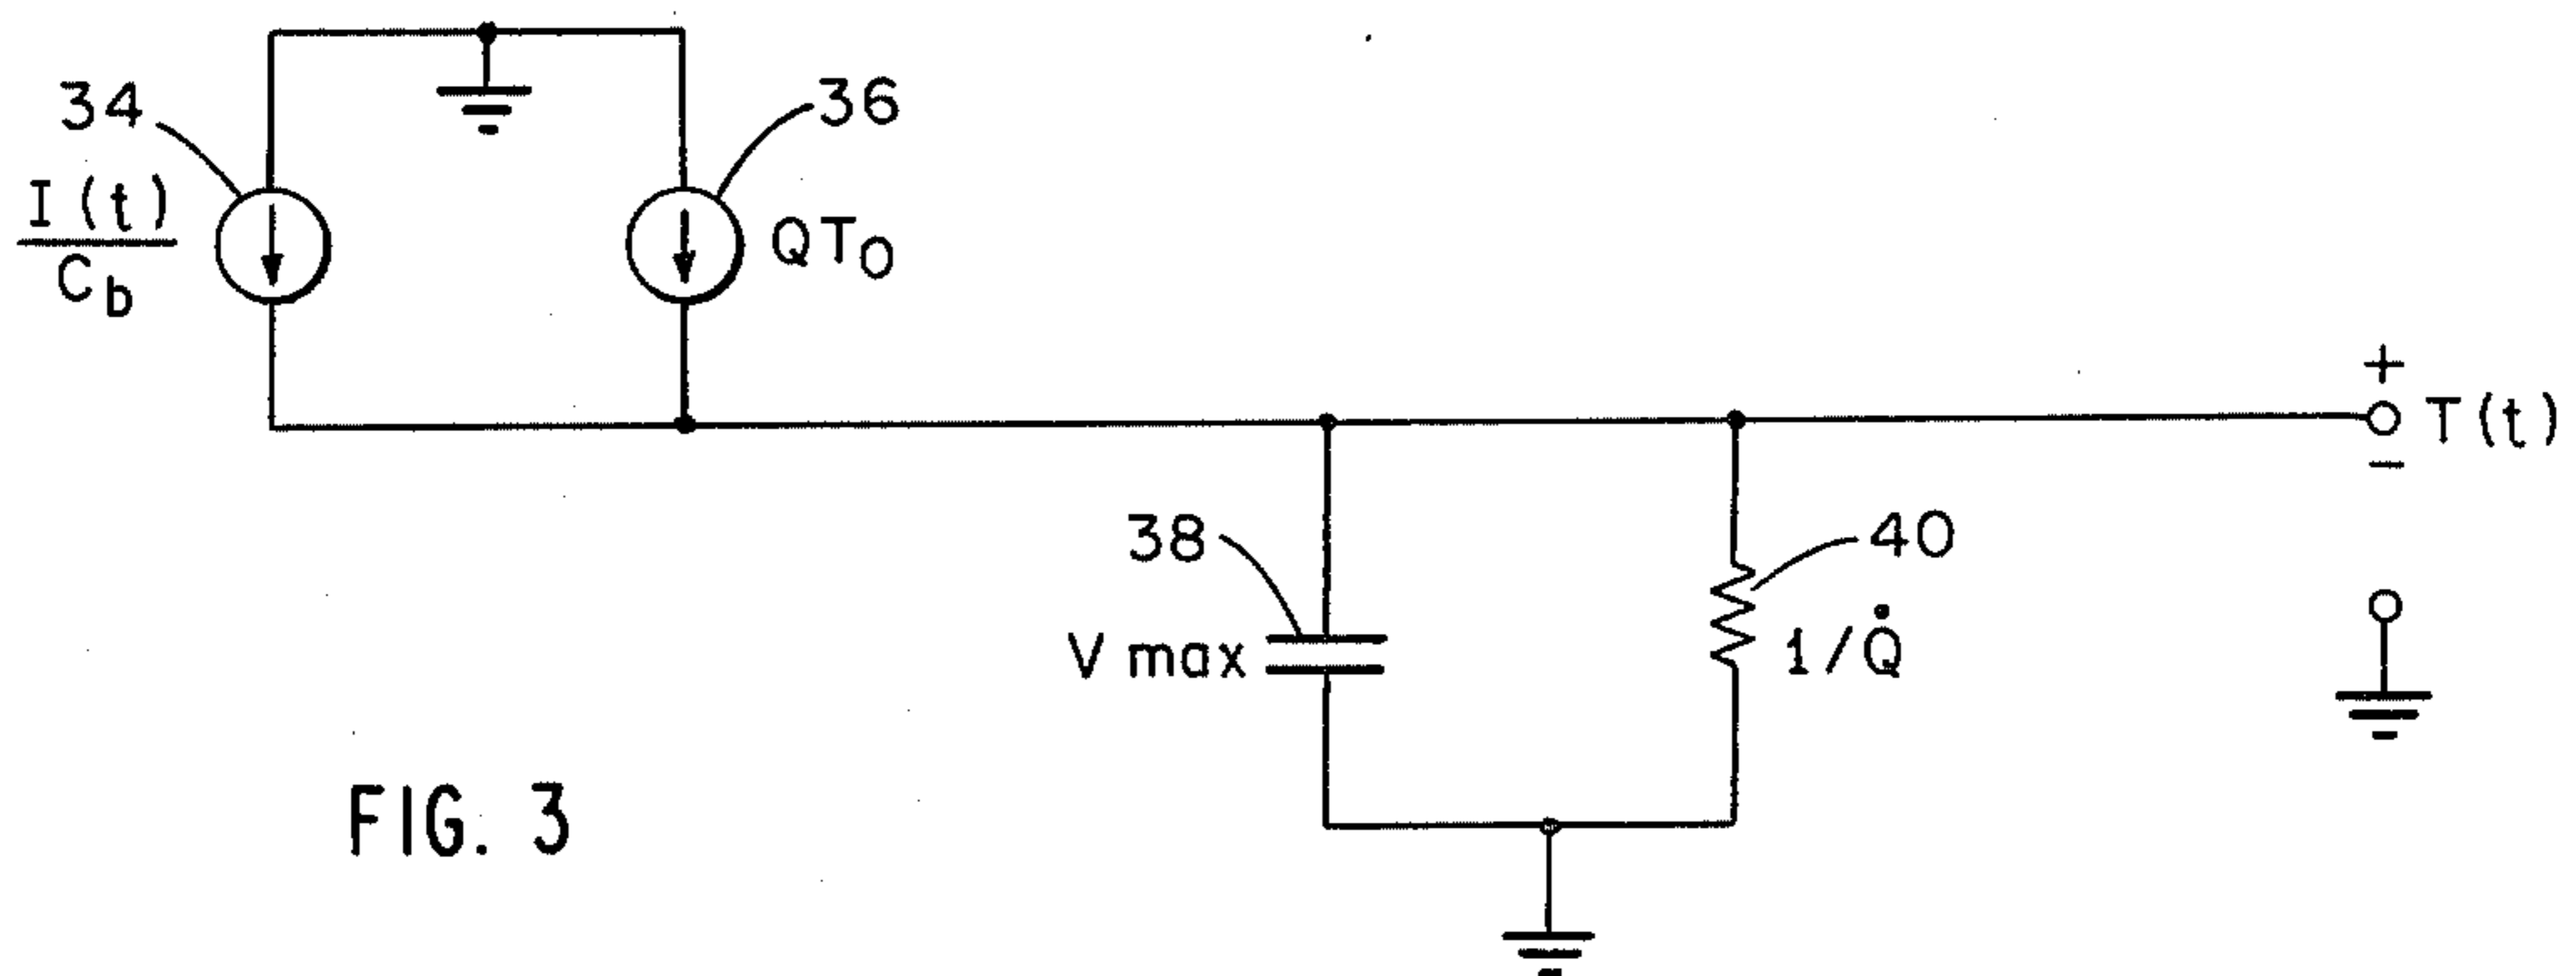 34
36
I(t)
C_b
QT_0
+
T(t)
−
38
40
V max
1/Q̇
FIG. 3